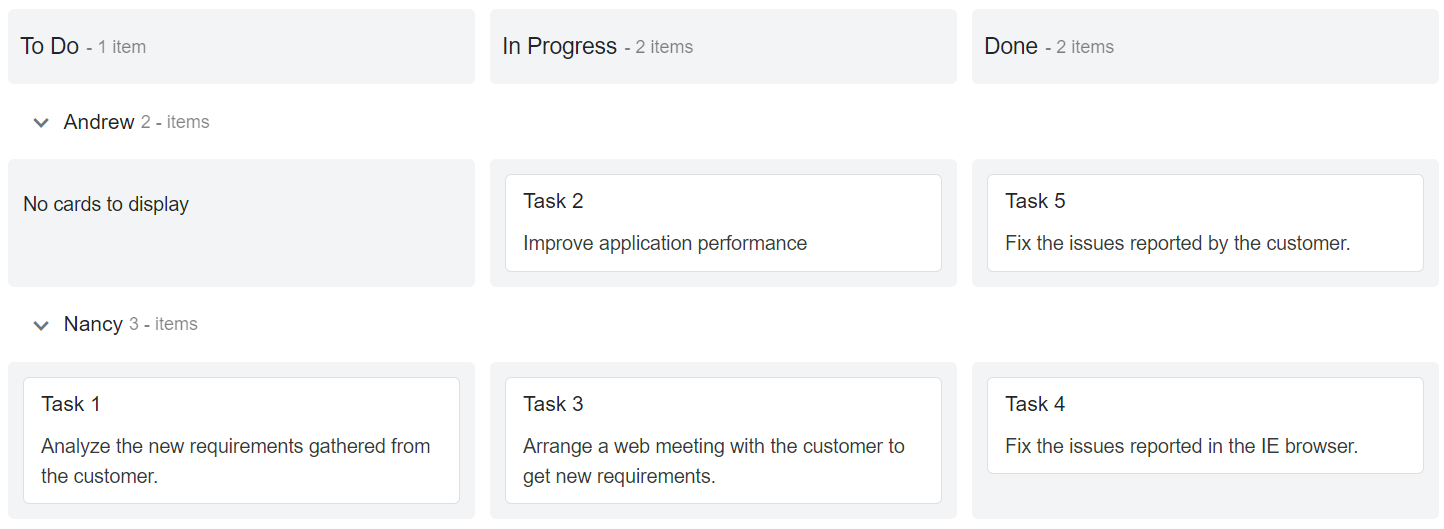 To Do - 1 item
In Progress - 2 items
Done - 2 items
Andrew 2 - items
No cards to display
Task 2
Improve application performance
Task 5
Fix the issues reported by the customer.
Nancy 3 - items
Task 1
Analyze the new requirements gathered from
the customer.
Task 3
Arrange a web meeting with the customer to
get new requirements.
Task 4
Fix the issues reported in the IE browser.